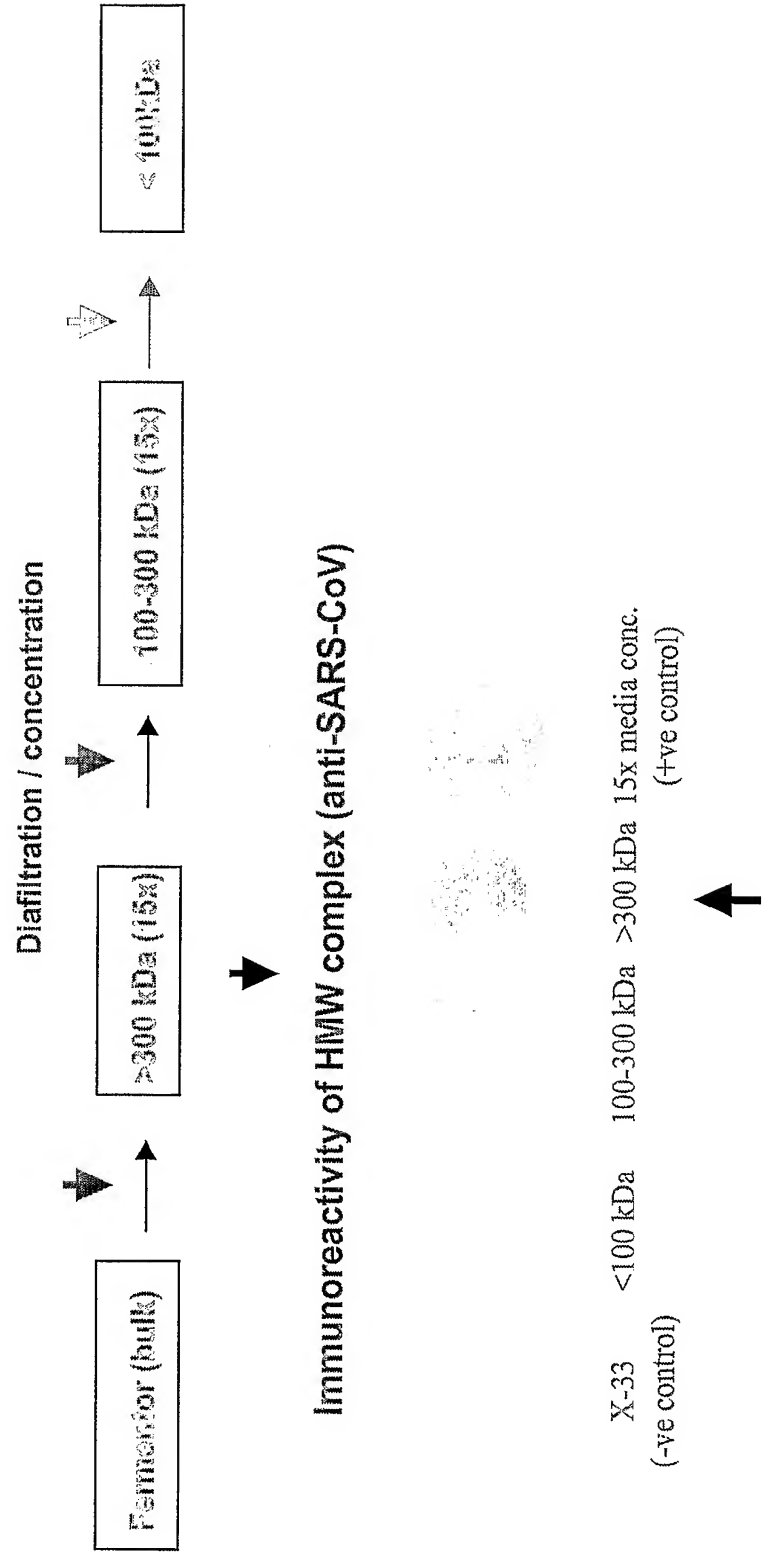 Diafiltration / concentration
Fermentor (bulk)
>300 kDa (15x)
100-300 kDa (15x)
< 100kDa
Immunoreactivity of HMW complex (anti-SARS-CoV)
X-33 <100 kDa 100-300 kDa >300 kDa 15x media conc.
(-ve control) (+ve control)